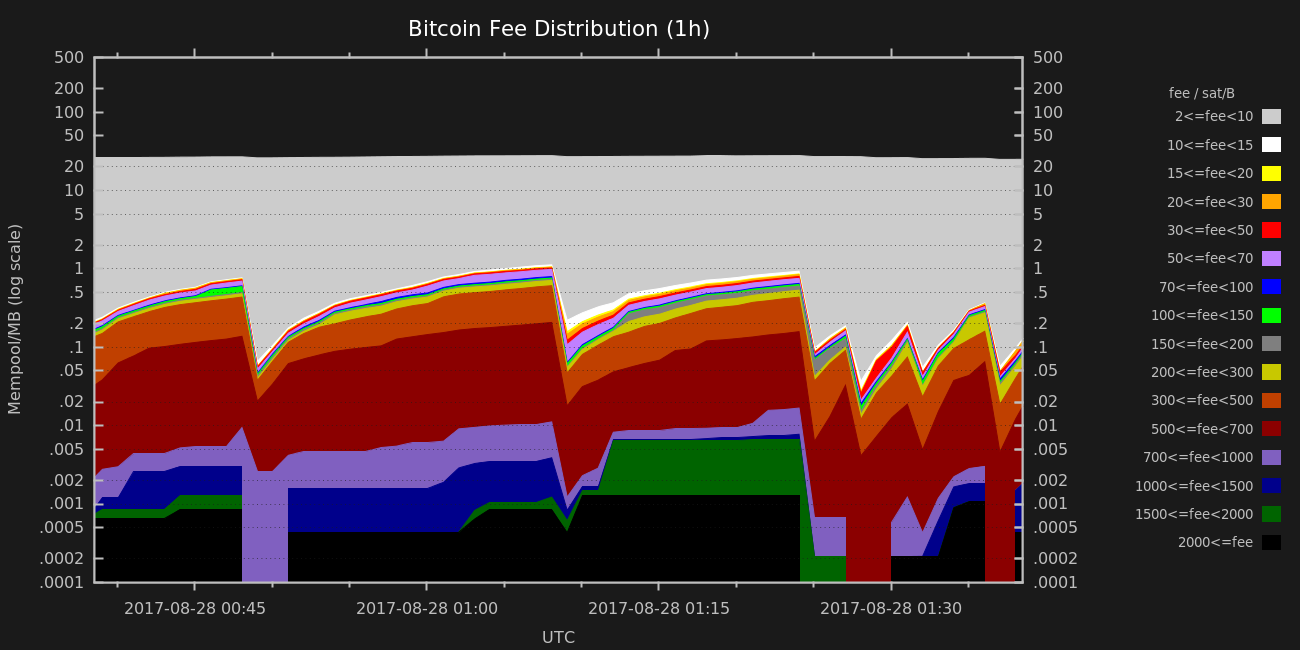 Bitcoin Fee Distribution (1h)
Mempool/MB (log scale)
500
200
100
50
20
10
5
2
1
.5
.2
.1
.05
.02
.01
.005
.002
.001
.0005
.0002
.0001
500
200
100
50
20
10
5
2
1
.5
.2
.1
.05
.02
.01
.005
.002
.001
.0005
.0002
.0001
2017-08-28 00:45 2017-08-28 01:00 2017-08-28 01:15 2017-08-28 01:30
UTC
fee / sat/B
2<=fee<10
10<=fee<15
15<=fee<20
20<=fee<30
30<=fee<50
50<=fee<70
70<=fee<100
100<=fee<150
150<=fee<200
200<=fee<300
300<=fee<500
500<=fee<700
700<=fee<1000
1000<=fee<1500
1500<=fee<2000
2000<=fee